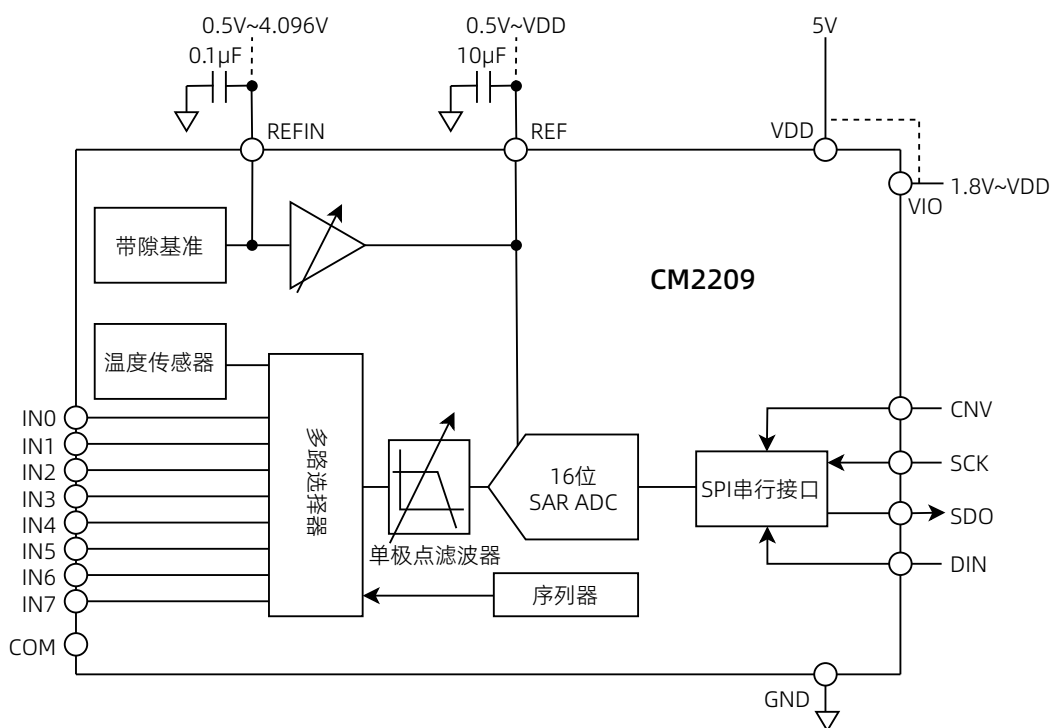 0.5V~4.096V
0.5V~VDD
5V
0.1μF
10μF
REFIN
REF
VDD
1.8V~VDD
VIO
带隙基准
CM2209
温度传感器
IN0
IN1
IN2
IN3
IN4
IN5
IN6
IN7
COM
多路选择器
单极点滤波器
16位
SAR ADC
SPI串行接口
CNV
SCK
SDO
DIN
序列器
GND